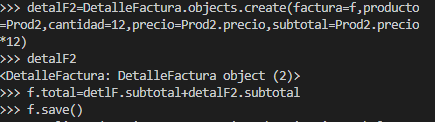 >>> detalF2=DetalleFactura.objects.create(factura=f,producto
=Prod2,cantidad=12,precio=Prod2.precio,subtotal=Prod2.precio
*12)
>>> detalF2
<DetalleFactura: DetalleFactura object (2)>
>>> f.total=detlF.subtotal+detalF2.subtotal
>>> f.save()